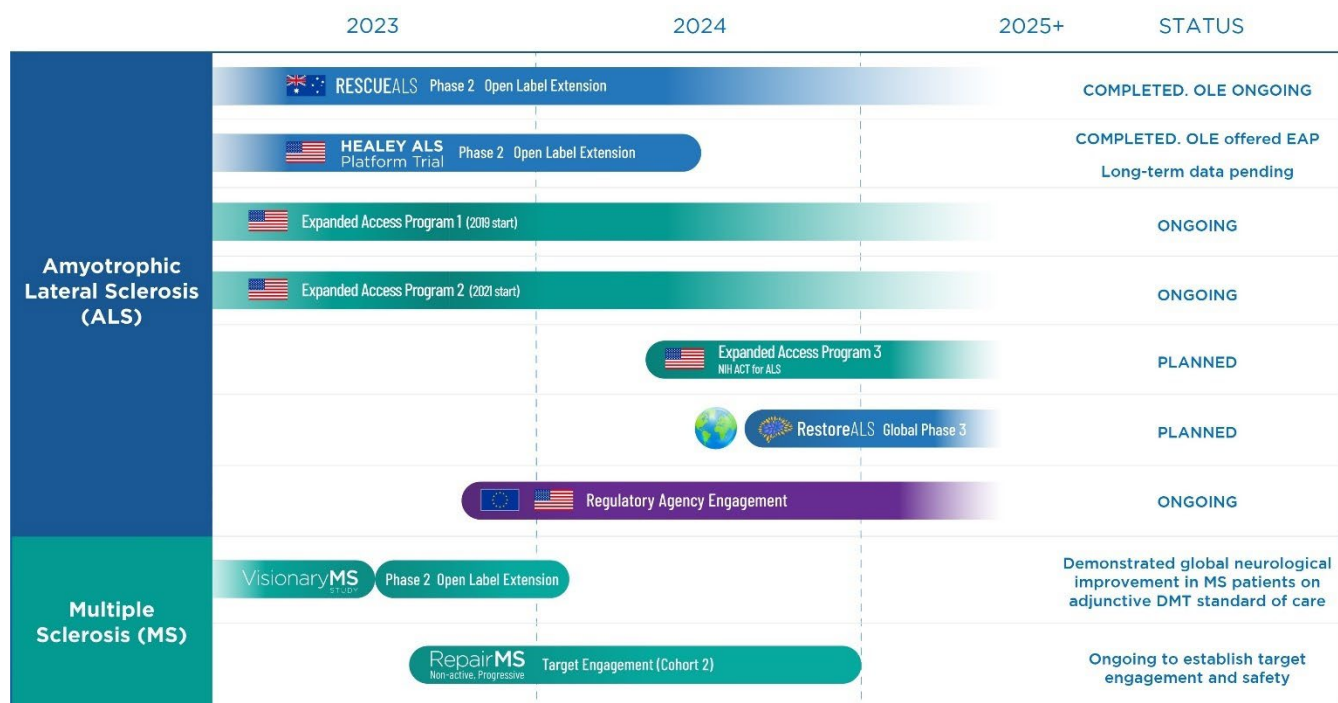 2023 2024 2025+ STATUS
Amyotrophic
Lateral Sclerosis
(ALS)
RESCUEALS Phase 2 Open Label Extension
COMPLETED. OLE ONGOING
HEALEY ALS
Platform Trial
Phase 2 Open Label Extension
COMPLETED. OLE offered EAP
Long-term data pending
Expanded Access Program 1 (2019 start)
ONGOING
Expanded Access Program 2 (2021 start)
ONGOING
Expanded Access Program 3
NIH ACT for ALS
PLANNED
RestoreALS Global Phase 3
PLANNED
Regulatory Agency Engagement
ONGOING
Multiple
Sclerosis (MS)
VisionaryMS
STUDY
Phase 2 Open Label Extension
Demonstrated global neurological
improvement in MS patients on
adjunctive DMT standard of care
RepairMS
Non-active. Progressive
Target Engagement (Cohort 2)
Ongoing to establish target
engagement and safety